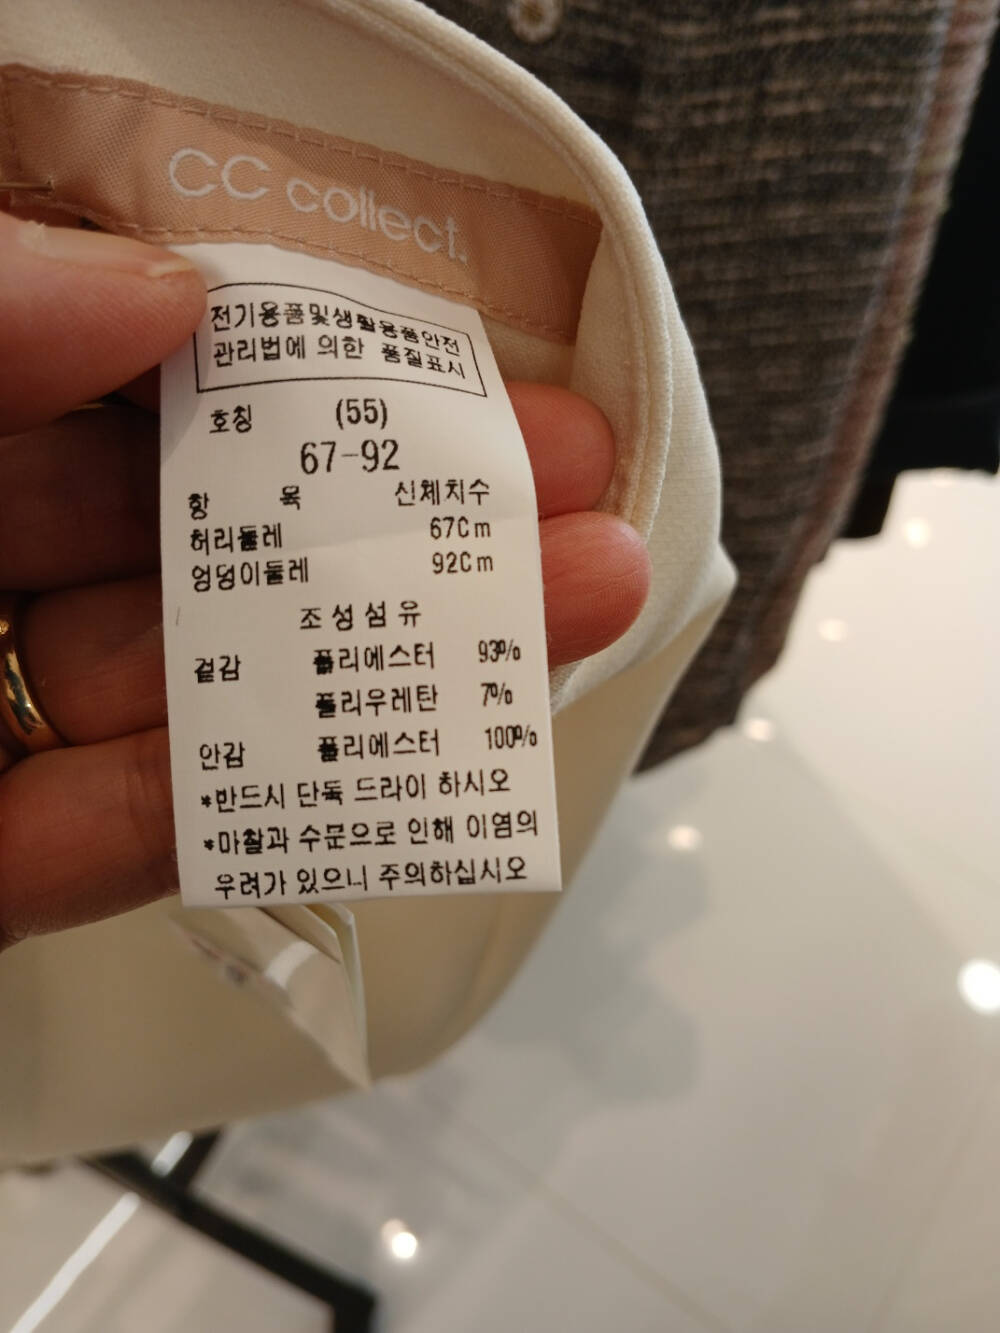 CC collect.
전기용품및생활용품안전
관리법에 의한 품질표시
호칭 (55)
67-92
항 목 신체치수
허리둘레 67Cm
엉덩이둘레 92Cm
조성섬유
겉감 폴리에스터 93%
폴리우레탄 7%
안감 폴리에스터 100%
*반드시 단독 드라이 하시오
*마찰과 수분으로 인해 이염의
우려가 있으니 주의하십시오